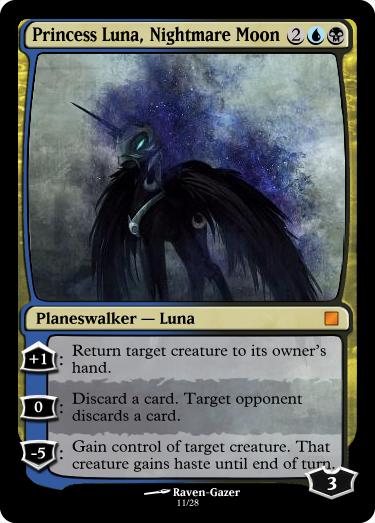 Princess Luna, Nightmare Moon 2
Planeswalker — Luna
+1: Return target creature to its owner's
hand.
0: Discard a card. Target opponent
discards a card.
-5: Gain control of target creature. That
creature gains haste until end of turn.
3
Raven-Gazer
11/28